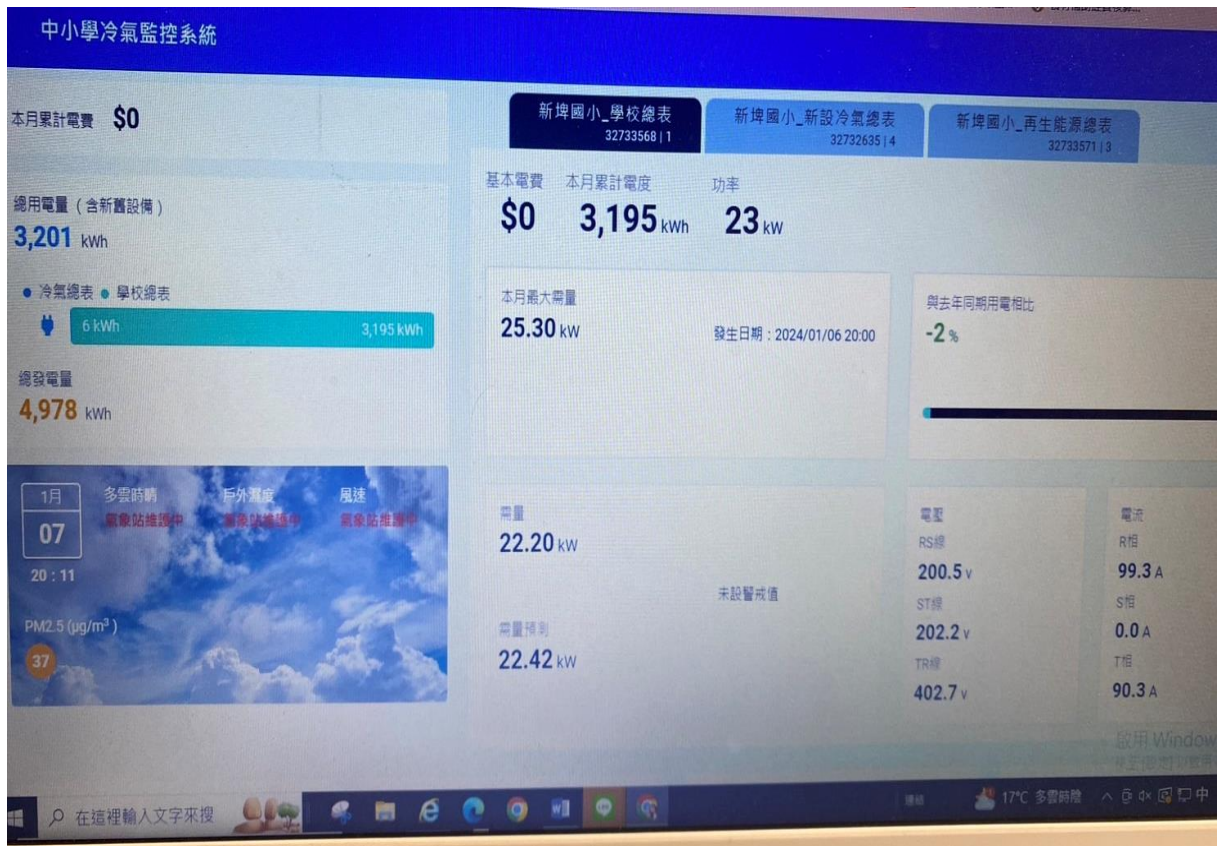 中小學冷氣監控系統
本月累計電費 $0
新埤國小_學校總表
32733568 | 1
新埤國小_新設冷氣總表
32732635 | 4
新埤國小_再生能源總表
32733571 | 3
總用電量（含新舊設備）
3,201 kWh
冷氣總表 學校總表
6 kWh 3,195 kWh
總發電量
4,978 kWh
基本電費 本月累計電度 功率
$0 3,195 kWh 23 kW
本月最大需量
25.30 kW 發生日期：2024/01/06 20:00
與去年同期用電相比
-2 %
1月
07
20 : 11
多雲時晴 戶外濕度 風速
氣象站維護中 氣象站維護中 氣象站維護中
PM2.5 (μg/m³)
37
需量
22.20 kW
未設警戒值
需量預測
22.42 kW
電壓
RS線
200.5 V
ST線
202.2 V
TR線
402.7 V
電流
R相
99.3 A
S相
0.0 A
T相
90.3 A
啟用 Window
在這裡輸入文字來搜
連結
17°C 多雲時陰
中